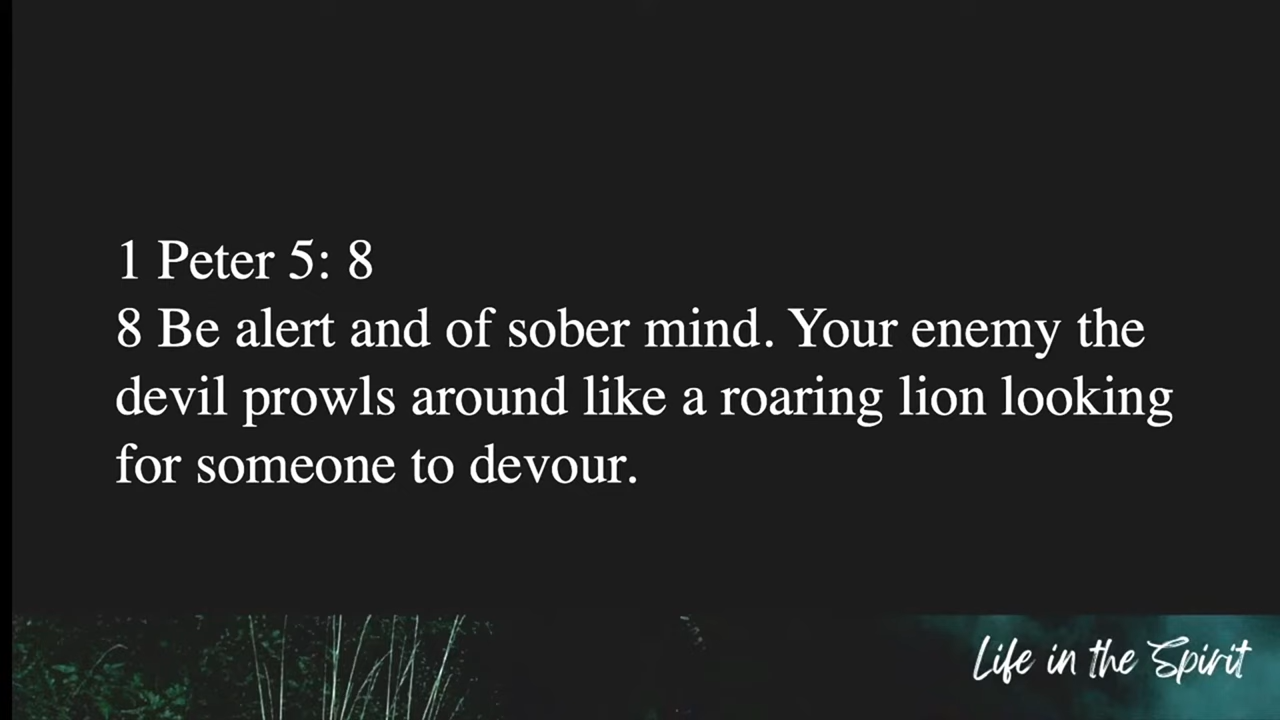 1 Peter 5: 8
8 Be alert and of sober mind. Your enemy the
devil prowls around like a roaring lion looking
for someone to devour.
Life in the Spirit